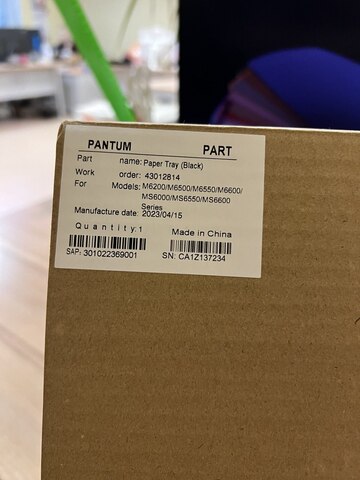 PANTUM PART
Part name: Paper Tray (Black)
Work order: 43012814
For Models: M6200/M6500/M6550/M6600/
MS6000/MS6550/MS6600
Series
Manufacture date: 2023/04/15
Quantity:1 Made in China
SAP: 301022369001 SN: CA1Z137234